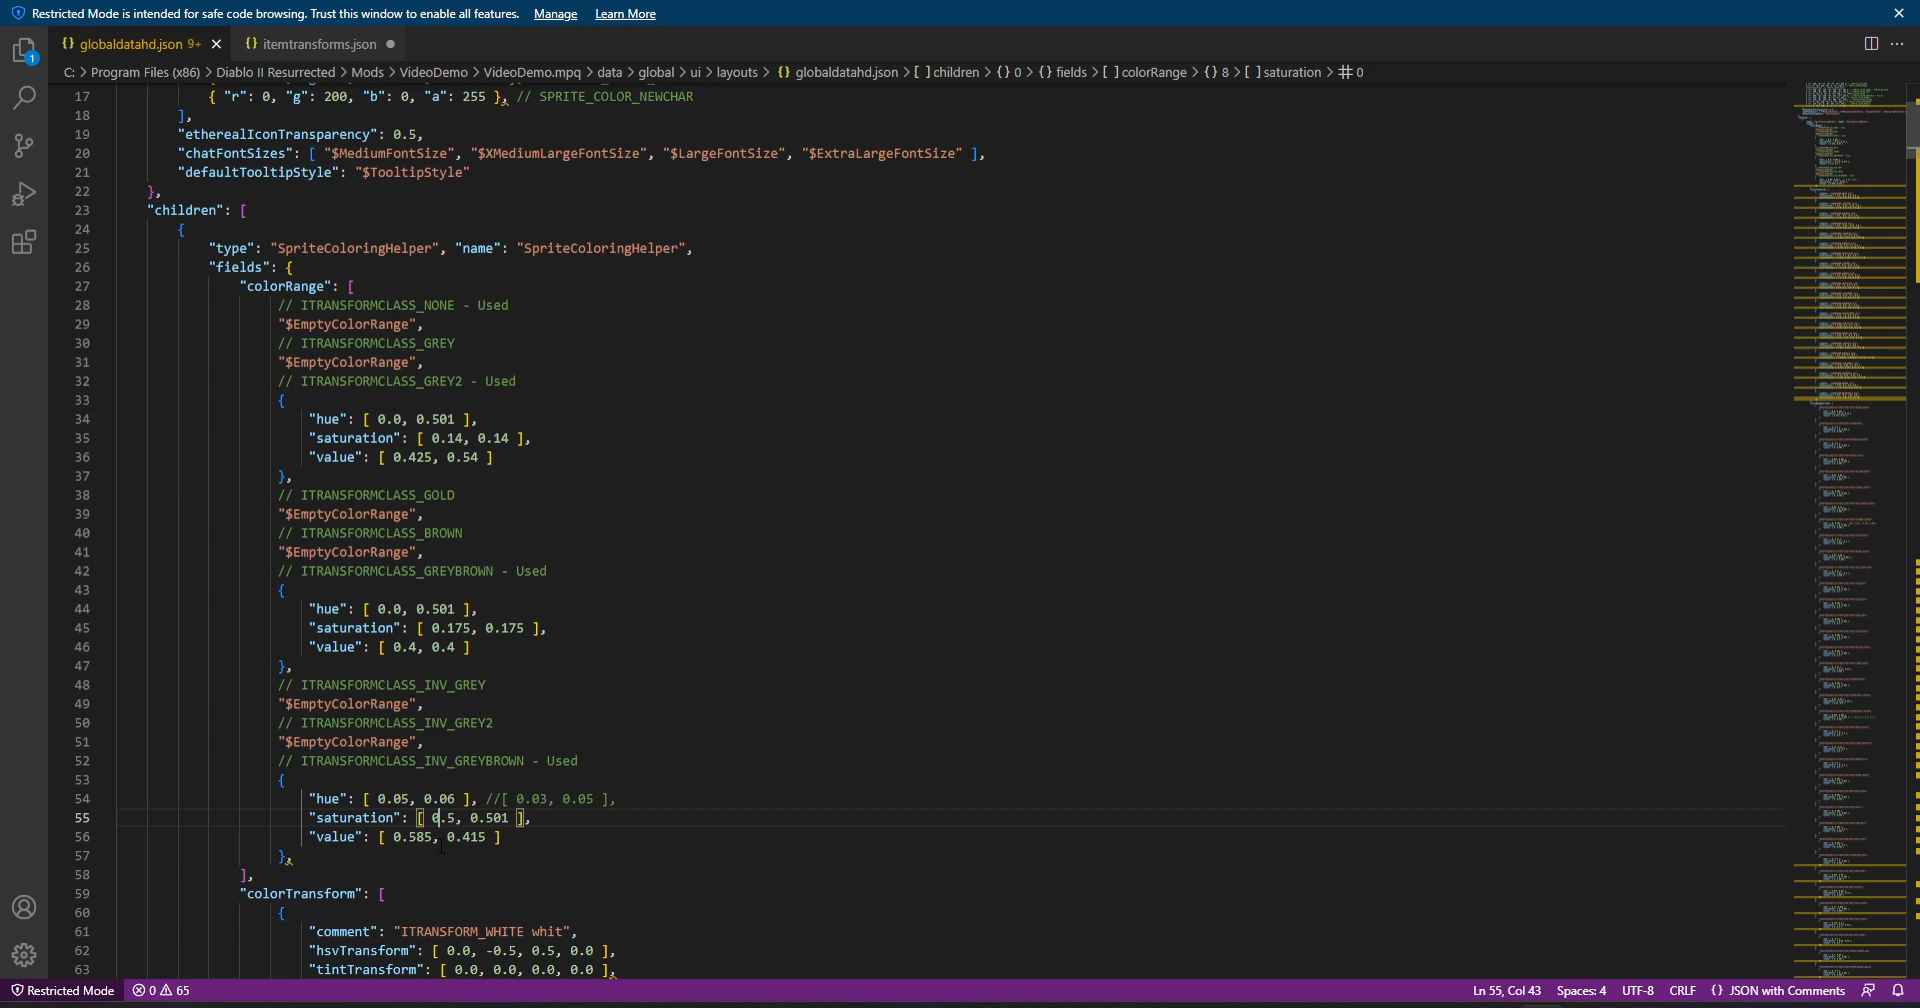 Restricted Mode is intended for safe code browsing. Trust this window to enable all features. Manage Learn More
globaldatahd.json 9+ itemtransforms.json
C: > Program Files (x86) > Diablo II Resurrected > Mods > VideoDemo > VideoDemo.mpq > data > global > ui > layouts > {} globaldatahd.json > [ ] children > {} 0 > {} fields > [ ] colorRange > {} 8 > [ ] saturation > # 0
17 { "r": 0, "g": 200, "b": 0, "a": 255 }, // SPRITE_COLOR_NEWCHAR
18 ],
19 "etherealIconTransparency": 0.5,
20 "chatFontSizes": [ "$MediumFontSize", "$XMediumLargeFontSize", "$LargeFontSize", "$ExtraLargeFontSize" ],
21 "defaultTooltipStyle": "$TooltipStyle"
22 },
23 "children": [
24 {
25 "type": "SpriteColoringHelper", "name": "SpriteColoringHelper",
26 "fields": {
27 "colorRange": [
28 // ITRANSFORMCLASS_NONE - Used
29 "$EmptyColorRange",
30 // ITRANSFORMCLASS_GREY
31 "$EmptyColorRange",
32 // ITRANSFORMCLASS_GREY2 - Used
33 {
34 "hue": [ 0.0, 0.501 ],
35 "saturation": [ 0.14, 0.14 ],
36 "value": [ 0.425, 0.54 ]
37 },
38 // ITRANSFORMCLASS_GOLD
39 "$EmptyColorRange",
40 // ITRANSFORMCLASS_BROWN
41 "$EmptyColorRange",
42 // ITRANSFORMCLASS_GREYBROWN - Used
43 {
44 "hue": [ 0.0, 0.501 ],
45 "saturation": [ 0.175, 0.175 ],
46 "value": [ 0.4, 0.4 ]
47 },
48 // ITRANSFORMCLASS_INV_GREY
49 "$EmptyColorRange",
50 // ITRANSFORMCLASS_INV_GREY2
51 "$EmptyColorRange",
52 // ITRANSFORMCLASS_INV_GREYBROWN - Used
53 {
54 "hue": [ 0.05, 0.06 ], //[ 0.03, 0.05 ],
55 "saturation": [ 0.5, 0.501 ],
56 "value": [ 0.585, 0.415 ]
57 },
58 ],
59 "colorTransform": [
60 {
61 "comment": "ITRANSFORM_WHITE whit",
62 "hsvTransform": [ 0.0, -0.5, 0.5, 0.0 ],
63 "tintTransform": [ 0.0, 0.0, 0.0, 0.0 ],
Restricted Mode 0 65 Ln 55, Col 43 Spaces: 4 UTF-8 CRLF {} JSON with Comments